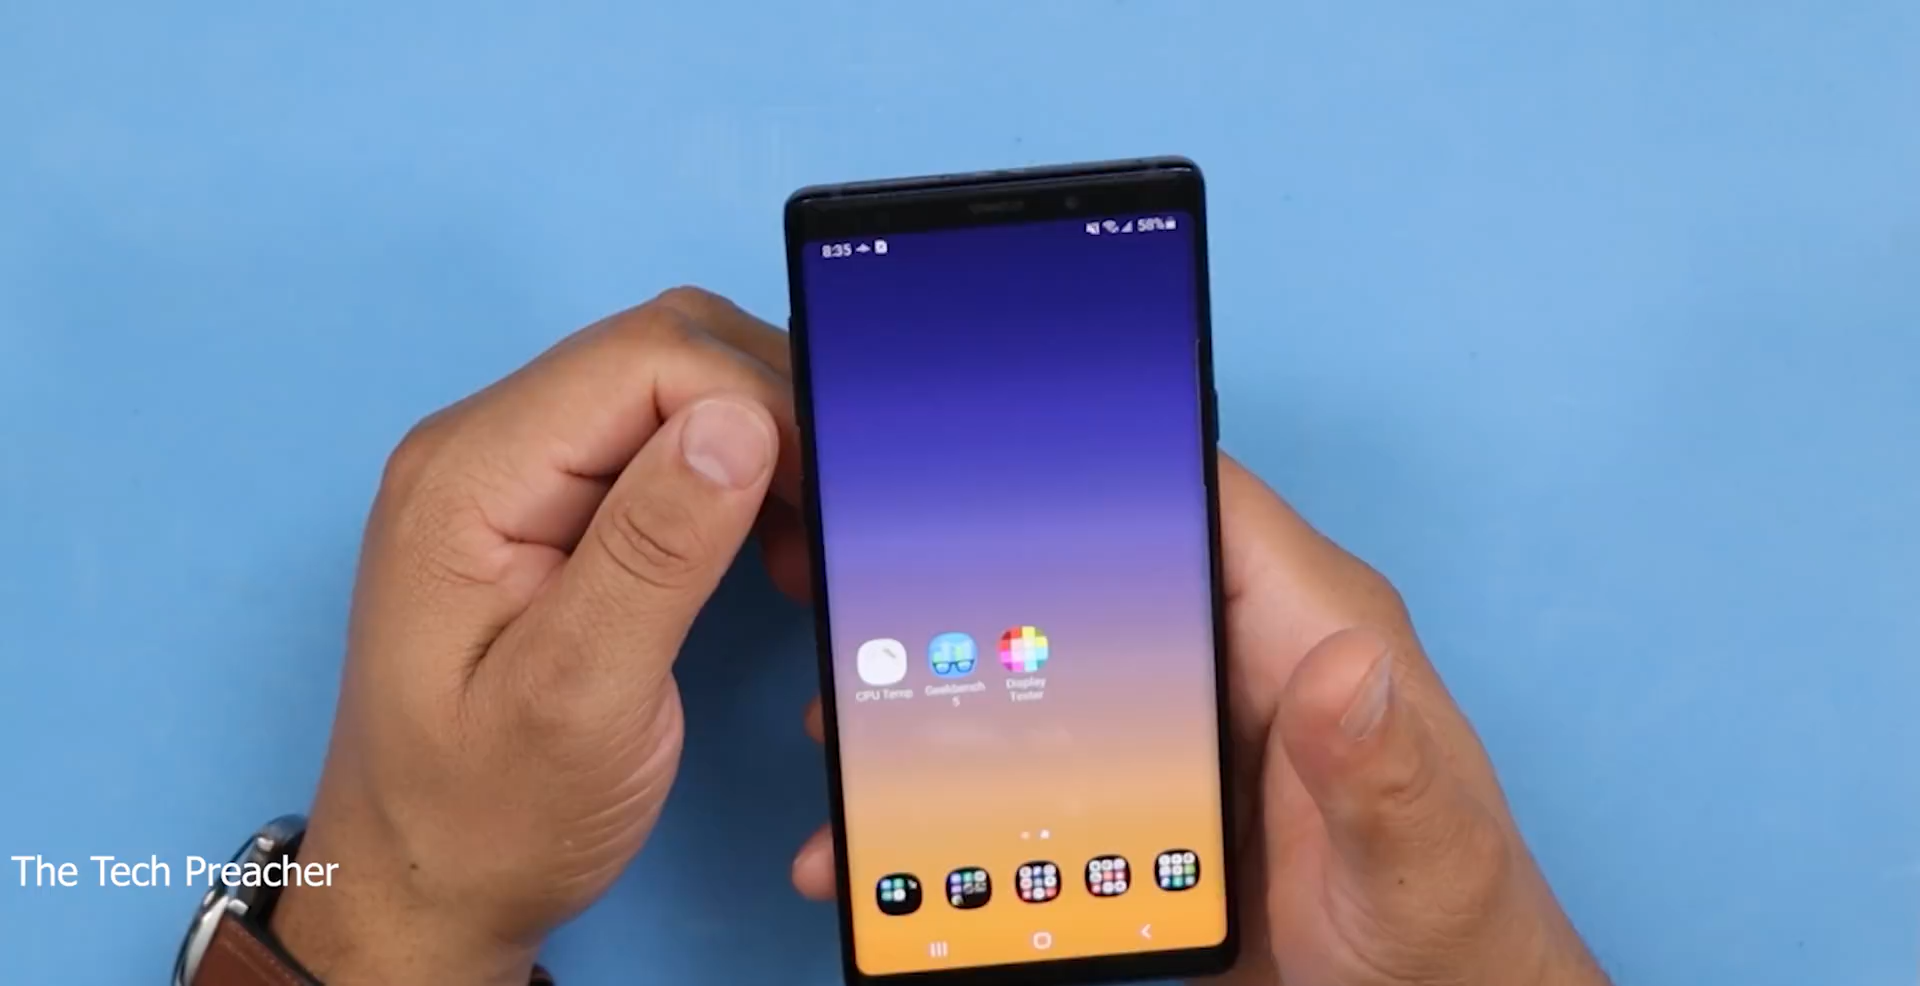 8:35
58%
CPU Temp
Geekbench
5
Display
Tester
The Tech Preacher